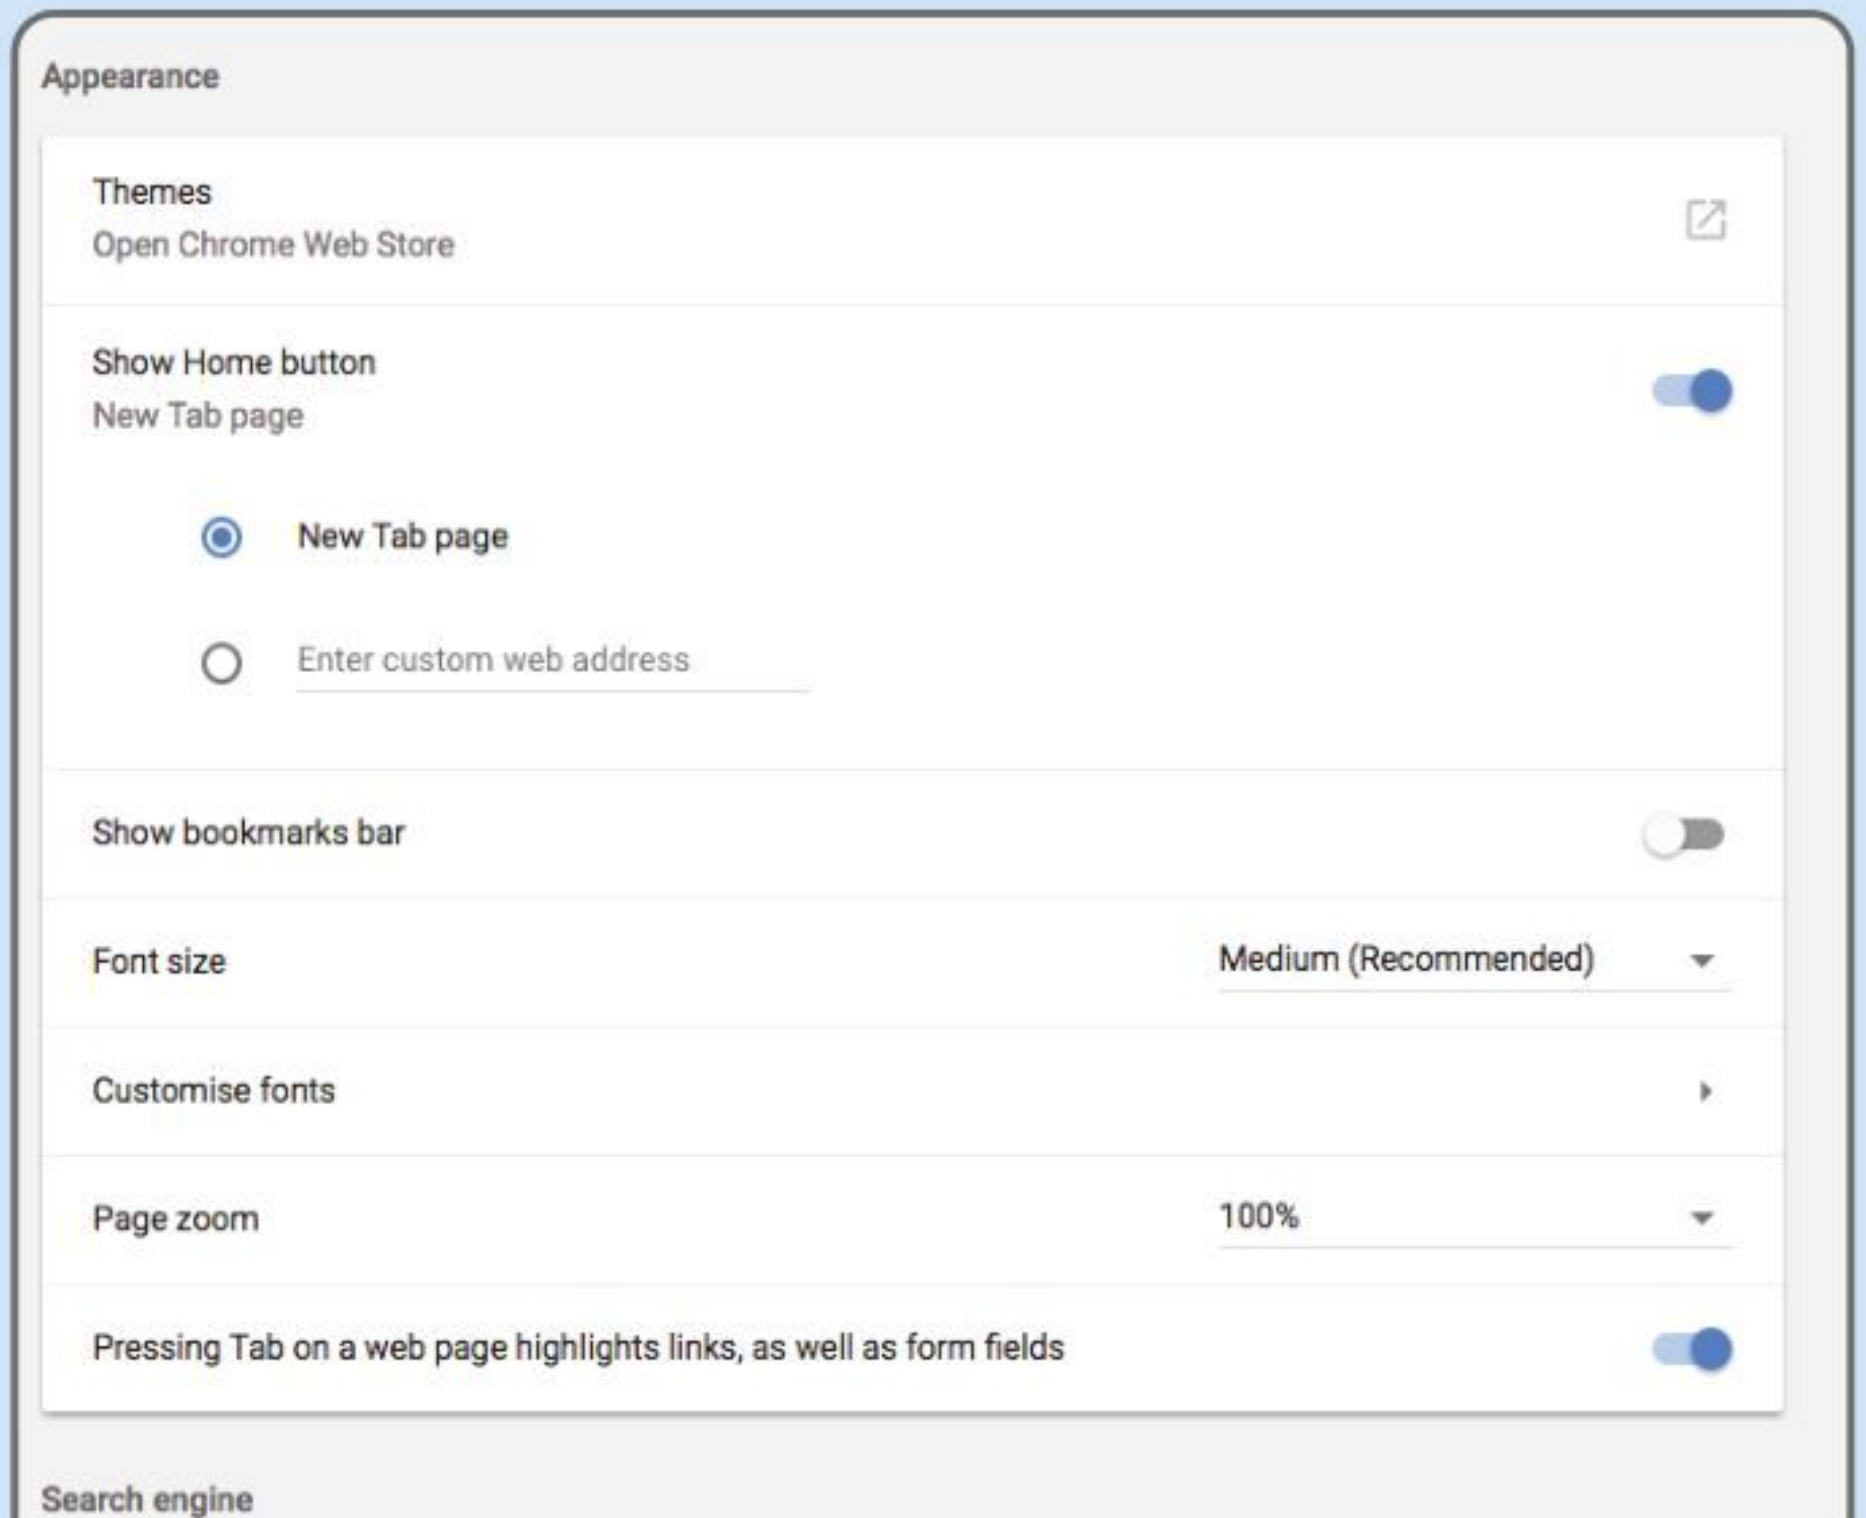 Appearance
Themes
Open Chrome Web Store
Show Home button
New Tab page
New Tab page
Enter custom web address
Show bookmarks bar
Font size
Medium (Recommended)
Customise fonts
Page zoom
100%
Pressing Tab on a web page highlights links, as well as form fields
Search engine